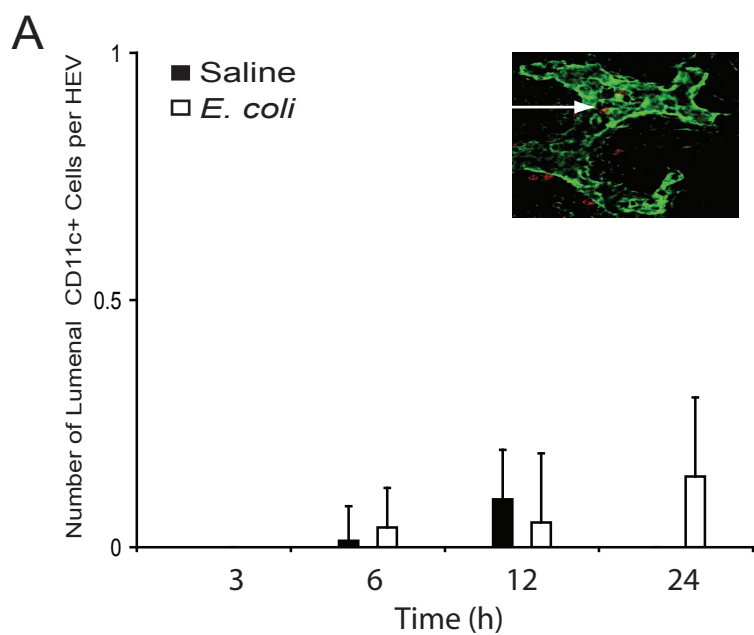 A
Number of Lumenal CD11c+ Cells per HEV
1
0.5
0
Saline
E. coli
3 6 12 24
Time (h)